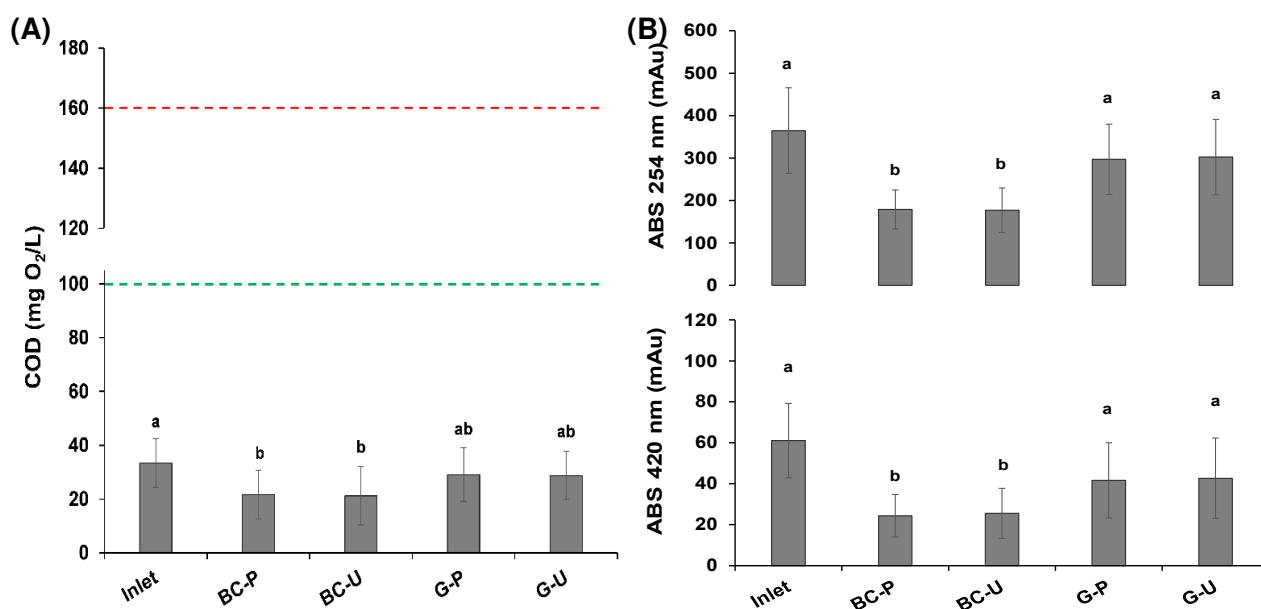 (A)
COD (mg O₂/L)
180
160
140
120
100
80
60
40
20
0
a
b
b
ab
ab
Inlet
BC-P
BC-U
G-P
G-U
(B)
ABS 254 nm (mAu)
600
500
400
300
200
100
0
a
b
b
a
a
ABS 420 nm (mAu)
120
100
80
60
40
20
0
a
b
b
a
a
Inlet
BC-P
BC-U
G-P
G-U